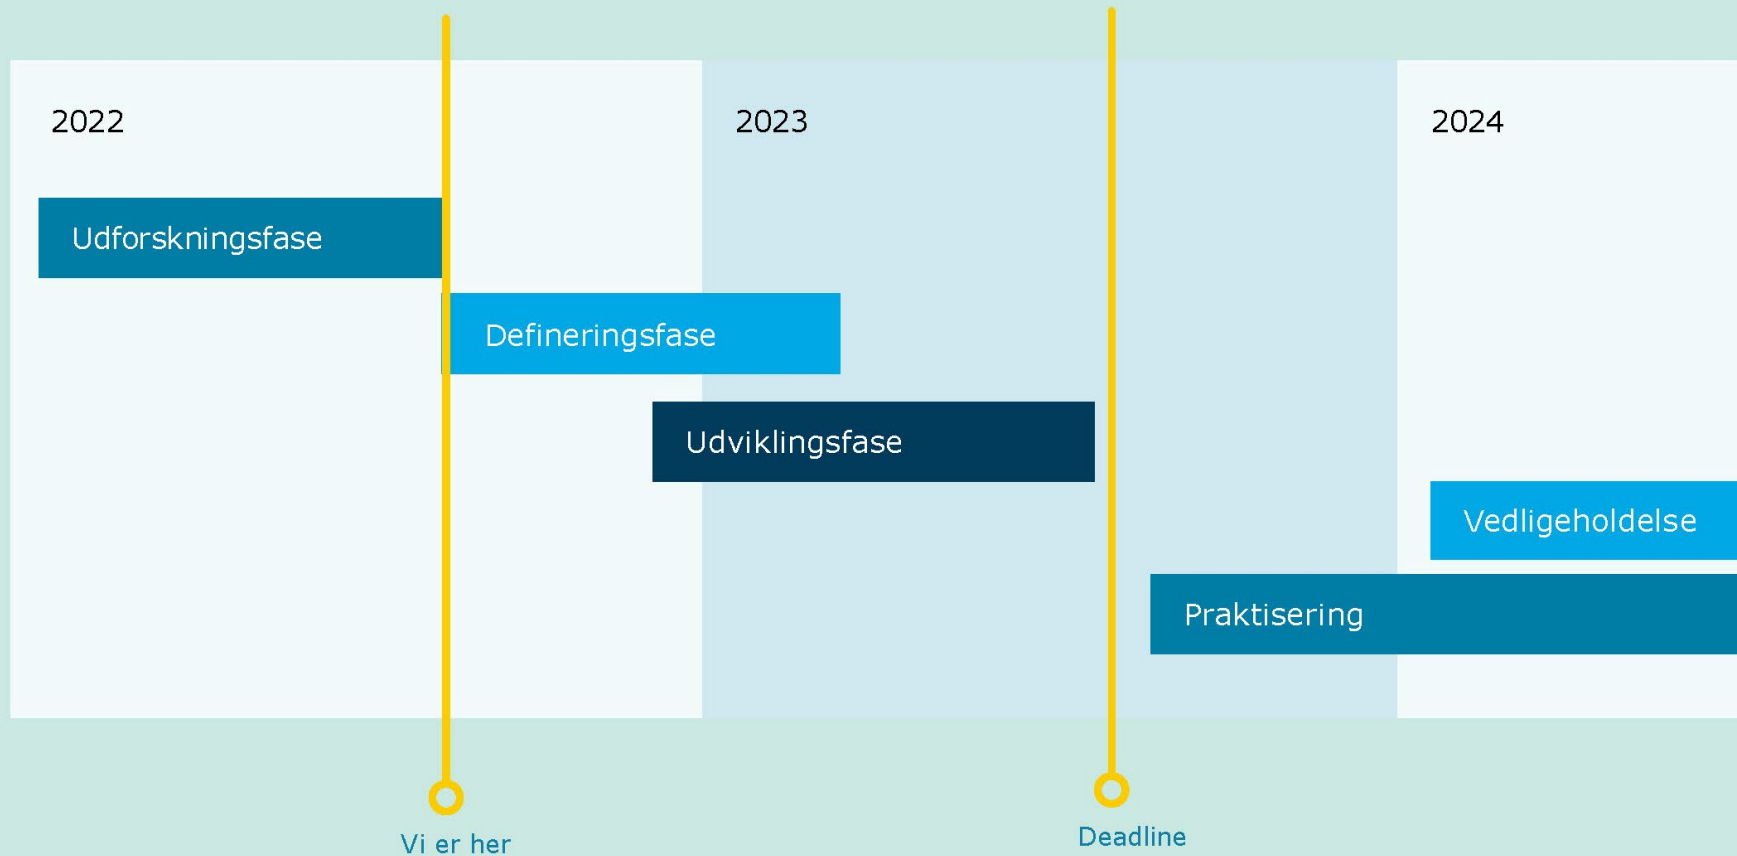 2022
2023
2024
Udforskningsfase
Defineringsfase
Udviklingsfase
Vedligeholdelse
Praktisering
Vi er her
Deadline